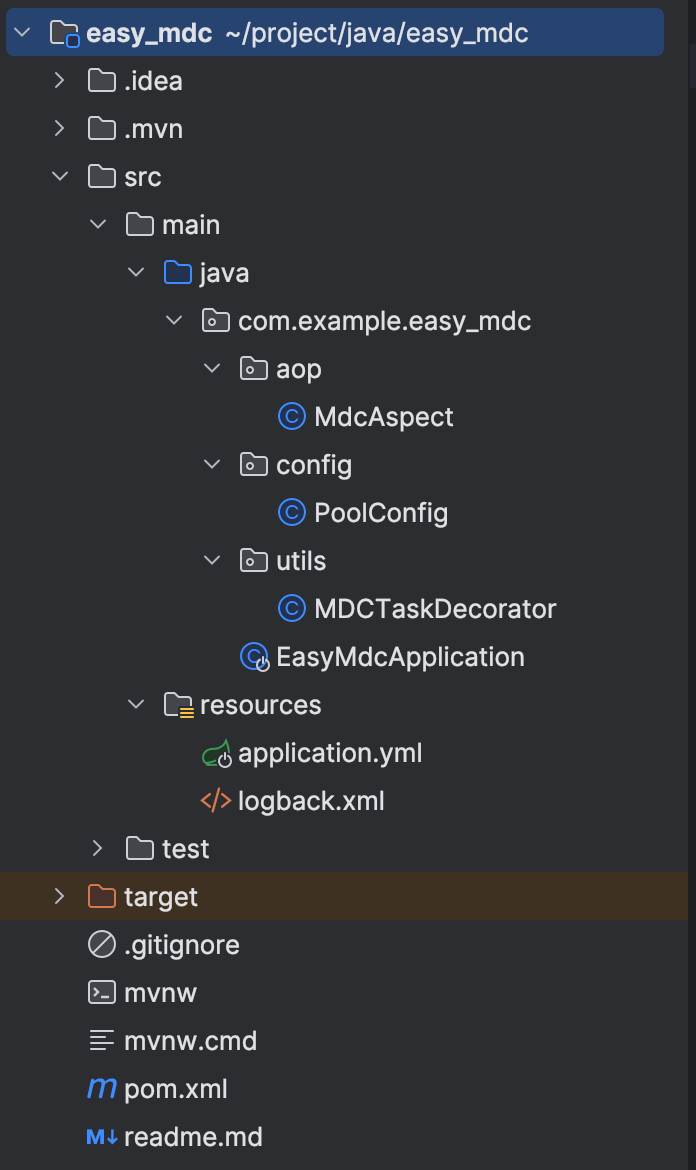 easy_mdc ~/project/java/easy_mdc
.idea
.mvn
src
main
java
com.example.easy_mdc
aop
C MdcAspect
config
C PoolConfig
utils
C MDCTaskDecorator
C EasyMdcApplication
resources
application.yml
</> logback.xml
test
target
.gitignore
mvnw
mvnw.cmd
m pom.xml
M↓ readme.md